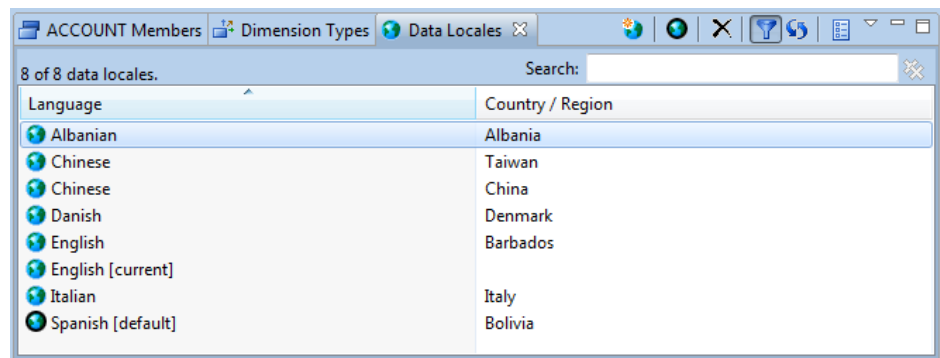 ACCOUNT Members Dimension Types Data Locales
8 of 8 data locales. Search:
Language Country / Region
Albanian Albania
Chinese Taiwan
Chinese China
Danish Denmark
English Barbados
English [current]
Italian Italy
Spanish [default] Bolivia